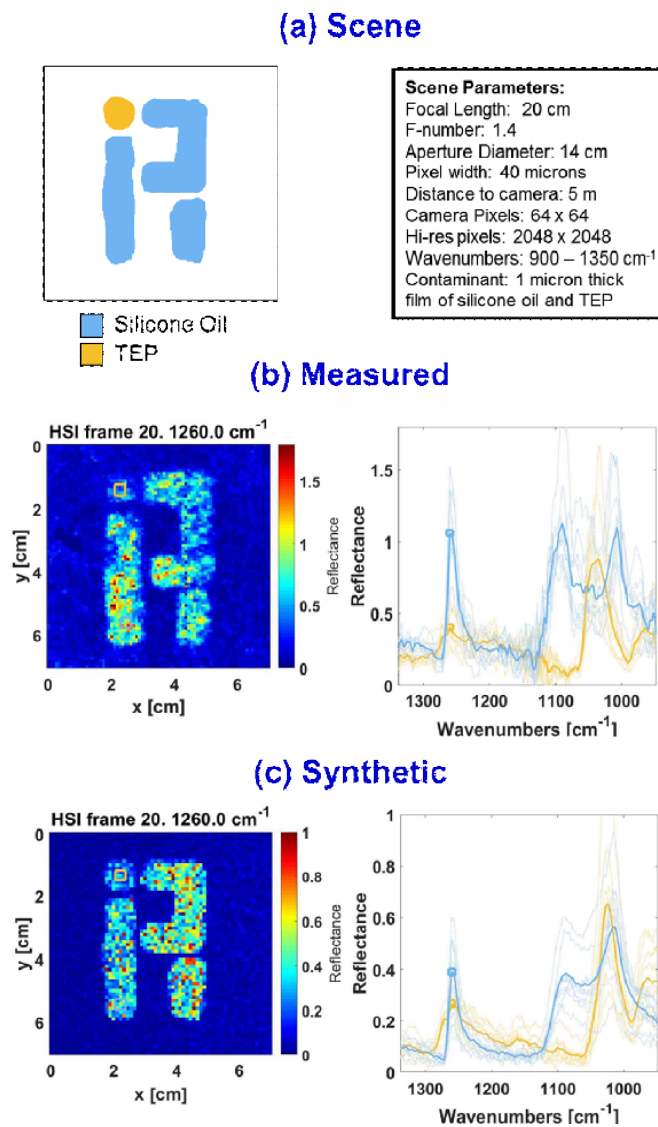 (a) Scene
Scene Parameters:
Focal Length: 20 cm
F-number: 1.4
Aperture Diameter: 14 cm
Pixel width: 40 microns
Distance to camera: 5 m
Camera Pixels: 64 x 64
Hi-res pixels: 2048 x 2048
Wavenumbers: 900 – 1350 cm⁻¹
Contaminant: 1 micron thick
film of silicone oil and TEP
Silicone Oil
TEP
(b) Measured
HSI frame 20. 1260.0 cm⁻¹
0
2
4
6
y [cm]
0
2
4
6
x [cm]
1.5
1
0.5
0
Reflectance
1.5
1
0.5
0
Reflectance
1300
1200
1100
1000
Wavenumbers [cm⁻¹]
(c) Synthetic
HSI frame 20. 1260.0 cm⁻¹
0
2
4
6
y [cm]
0
2
4
6
x [cm]
1
0.8
0.6
0.4
0.2
0
Reflectance
1
0.8
0.6
0.4
0.2
0
Reflectance
1300
1200
1100
1000
Wavenumbers [cm⁻¹]